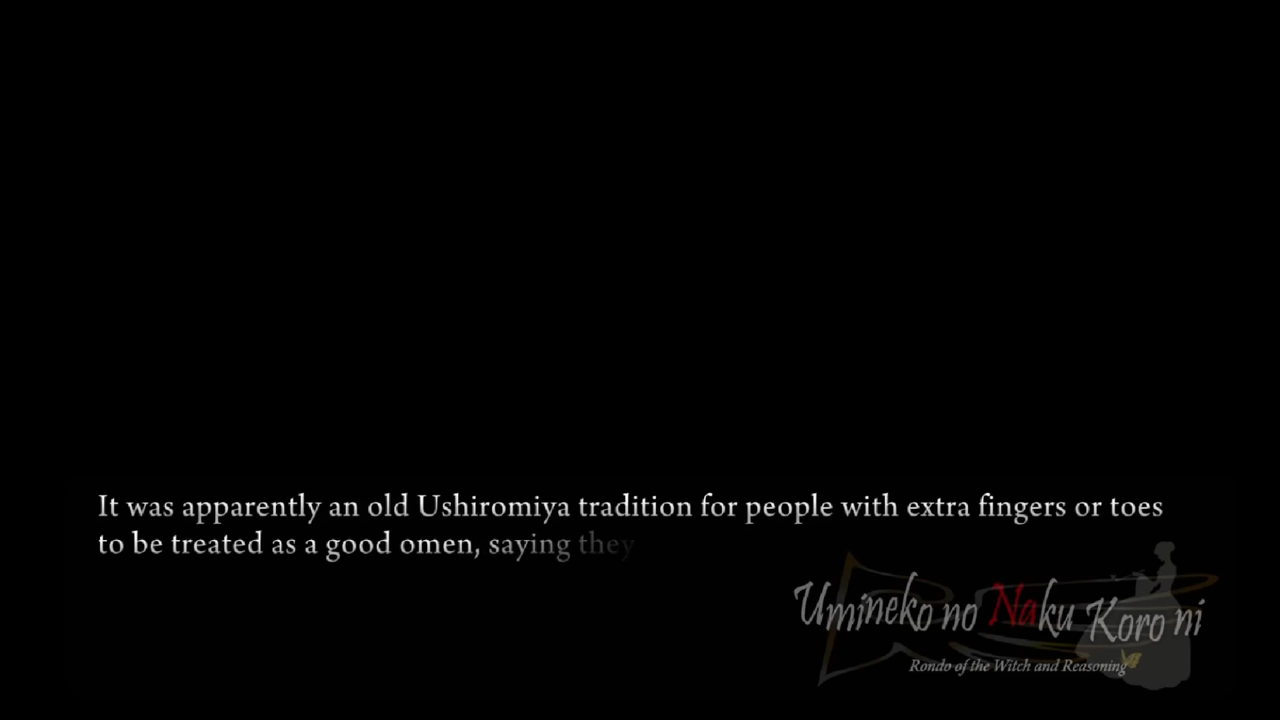 It was apparently an old Ushiromiya tradition for people with extra fingers or toes
to be treated as a good omen, saying they
Umineko no Naku Koro ni
Rondo of the Witch and Reasoning